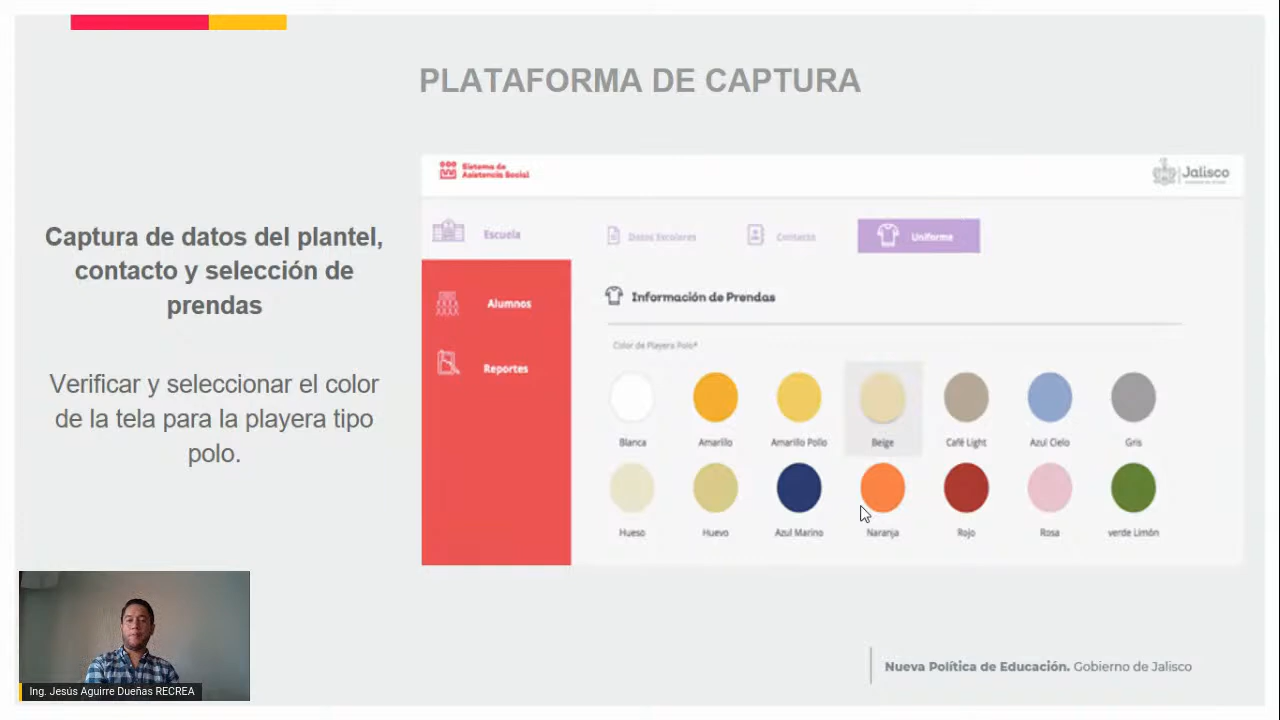 PLATAFORMA DE CAPTURA
Captura de datos del plantel,
contacto y selección de
prendas
Verificar y seleccionar el color
de la tela para la playera tipo
polo.
Sistema de
Asistencia Social
Jalisco
Escuela
Datos Escolares
Contacto
Uniforme
Alumnos
Reportes
Información de Prendas
Color de Playera Polo*
Blanca
Amarillo
Amarillo Pollo
Beige
Café Light
Azul Cielo
Gris
Hueso
Huevo
Azul Marino
Naranja
Rojo
Rosa
verde Limón
Ing. Jesús Aguirre Dueñas RECREA
Nueva Política de Educación. Gobierno de Jalisco